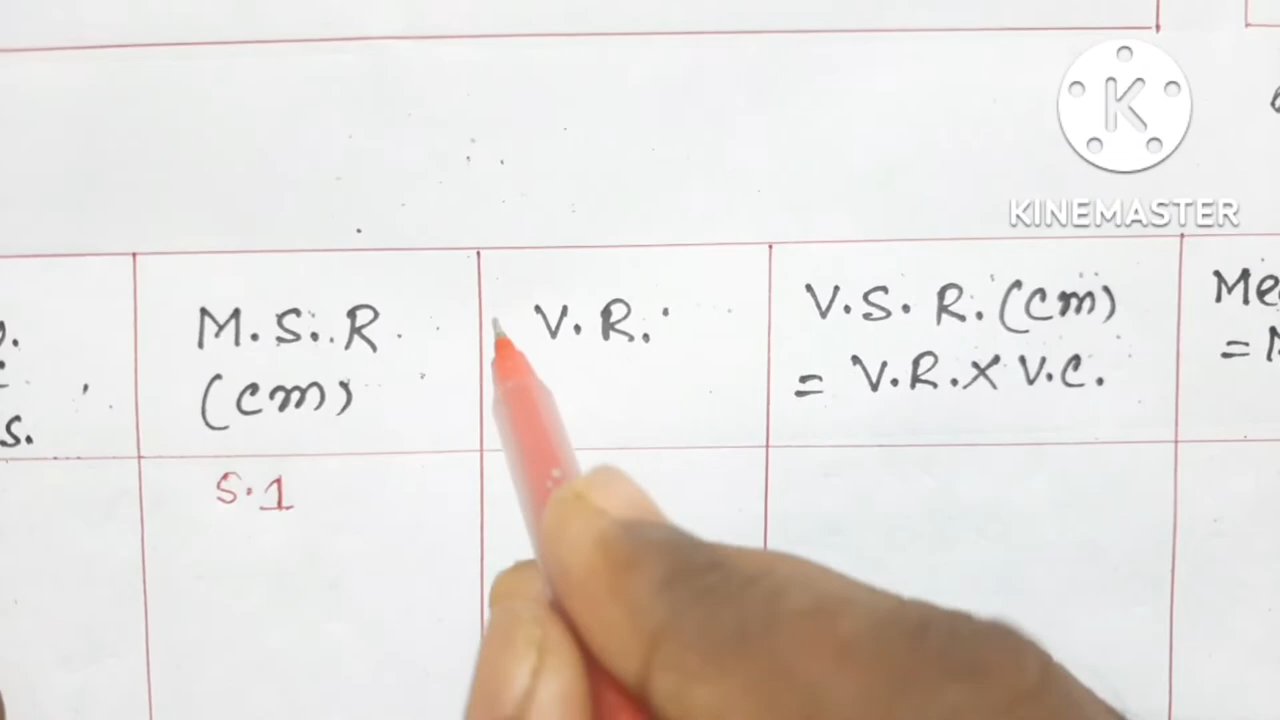 KINEMASTER
M.S.R.
(cm)
V.R.
V.S.R.(cm)
= V.R.X V.C.
Me
=
s.
5.1